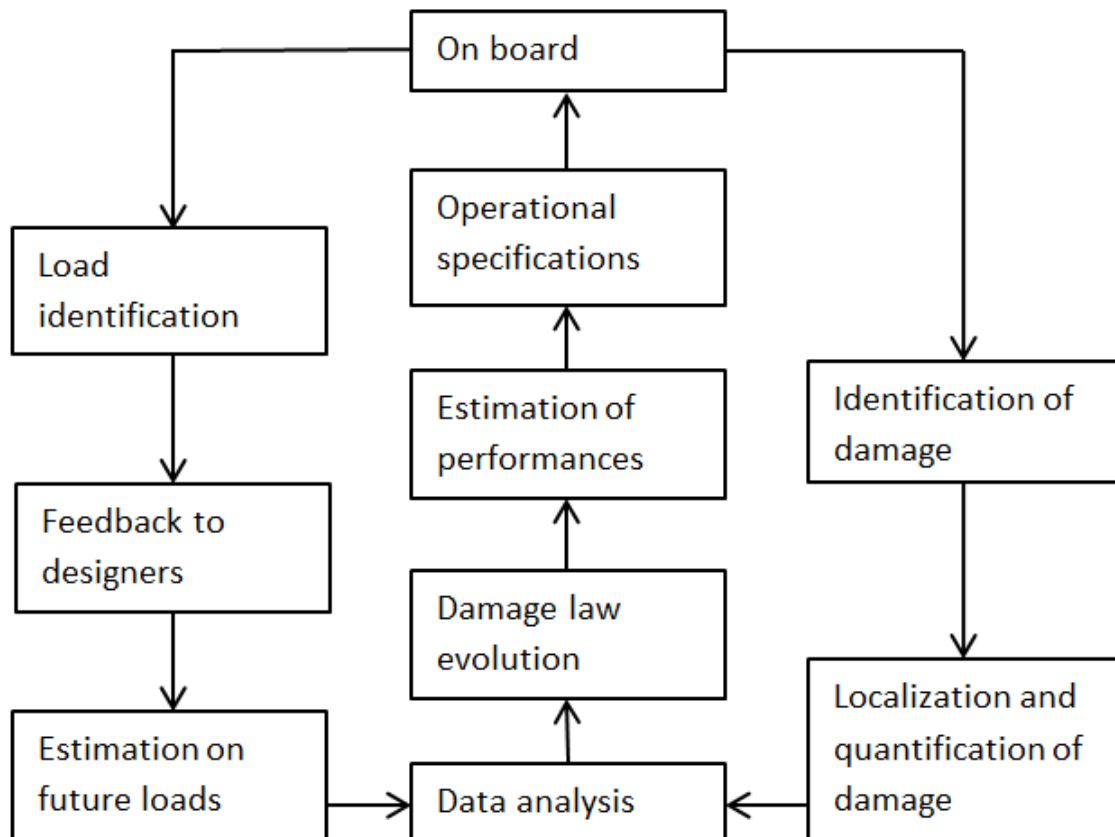 On board
Operational
specifications
Load
identification
Estimation of
performances
Identification of
damage
Feedback to
designers
Damage law
evolution
Localization and
quantification of
damage
Estimation on
future loads
Data analysis